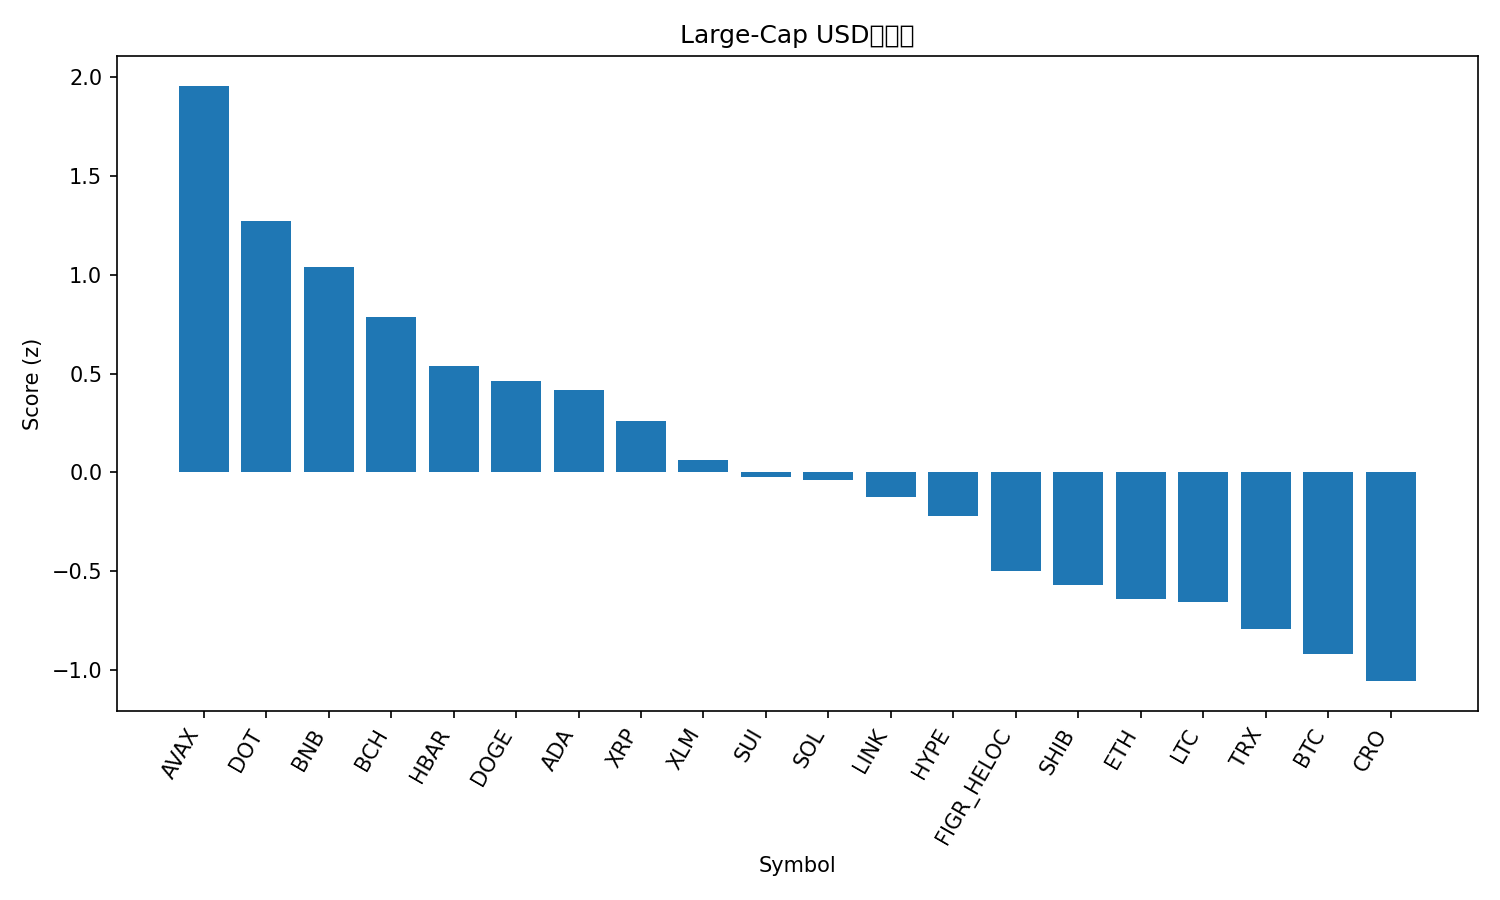 Large-Cap USD
2.0
1.5
1.0
0.5
0.0
−0.5
−1.0
Score (z)
AVAX
DOT
BNB
BCH
HBAR
DOGE
ADA
XRP
XLM
SUI
SOL
LINK
HYPE
FIGR_HELOC
SHIB
ETH
LTC
TRX
BTC
CRO
Symbol